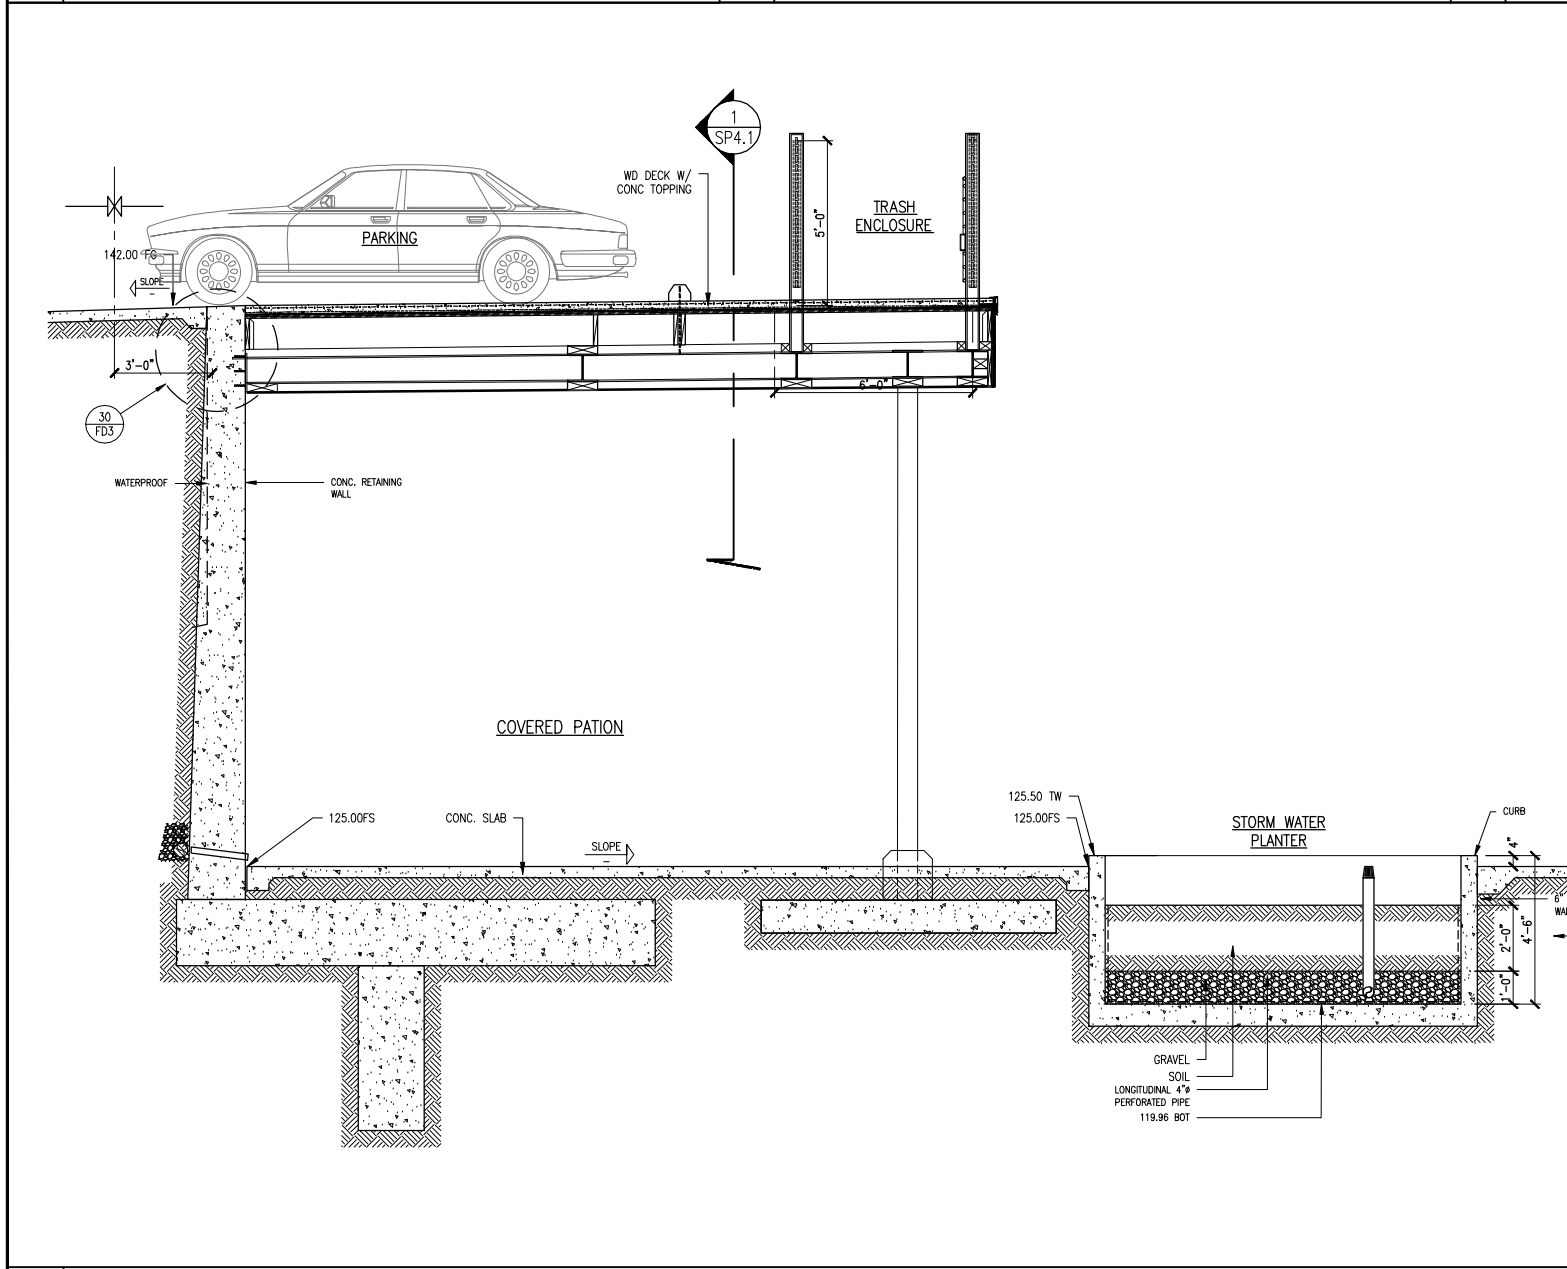 1
SP4.1
WD DECK W/
CONC TOPPING
5'-0"
TRASH
ENCLOSURE
PARKING
142.00 FG
SLOPE
3'-0"
6'-0"
30
FD3
WATERPROOF
CONC. RETAINING
WALL
COVERED PATION
125.00FS
CONC. SLAB
SLOPE
125.50 TW
125.00FS
STORM WATER
PLANTER
CURB
4"
6"
2'-0"
4'-6"
1'-0"
GRAVEL
SOIL
LONGITUDINAL 4"ø
PERFORATED PIPE
119.96 BOT